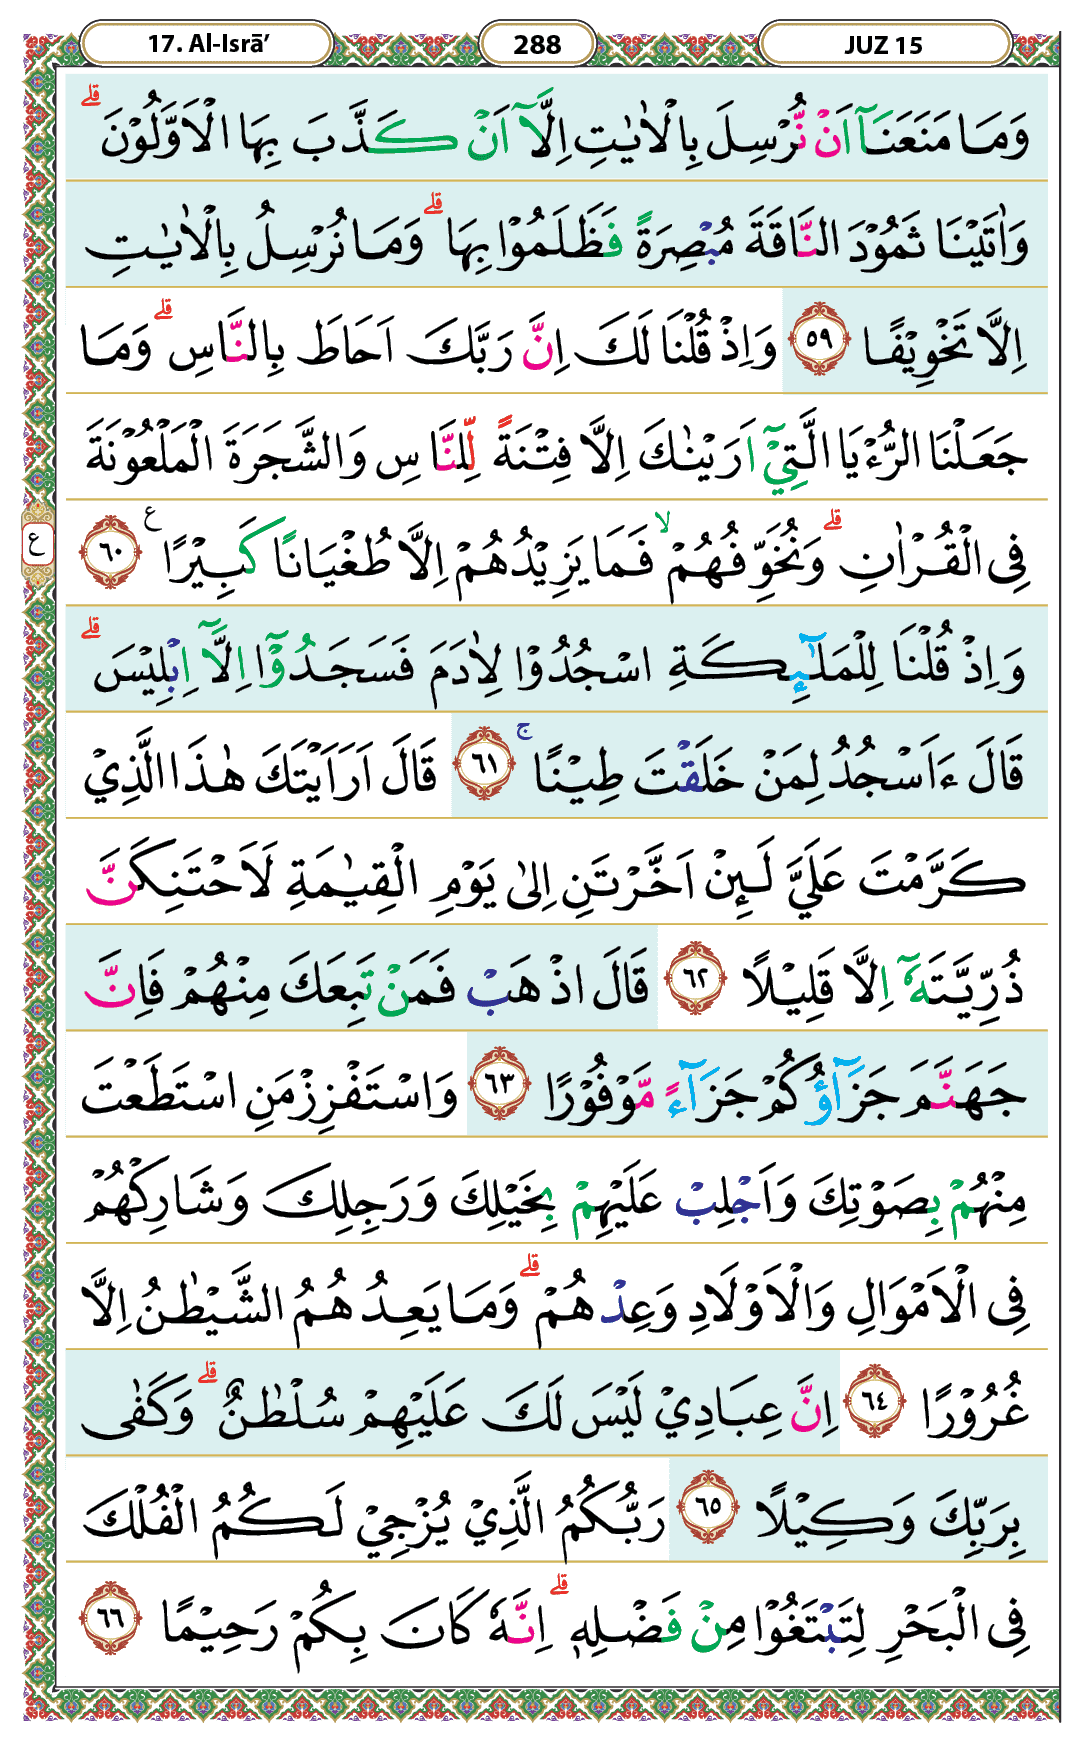 17. Al-Isrā’ 288 JUZ 15
وَمَا مَنَعَنَآ اَنْ نُّرْسِلَ بِالْاٰيٰتِ اِلَّآ اَنْ كَذَّبَ بِهَا الْاَوَّلُوْنَ ۗ
وَاٰتَيْنَا ثَمُوْدَ النَّاقَةَ مُبْصِرَةً فَظَلَمُوْا بِهَا ۗ وَمَا نُرْسِلُ بِالْاٰيٰتِ
اِلَّا تَخْوِيْفًا ٥٩ وَاِذْ قُلْنَا لَكَ اِنَّ رَبَّكَ اَحَاطَ بِالنَّاسِ ۗ وَمَا
جَعَلْنَا الرُّءْيَا الَّتِيْٓ اَرَيْنٰكَ اِلَّا فِتْنَةً لِّلنَّاسِ وَالشَّجَرَةَ الْمَلْعُوْنَةَ
فِى الْقُرْاٰنِ ۗ وَنُخَوِّفُهُمْ ۙ فَمَا يَزِيْدُهُمْ اِلَّا طُغْيَانًا كَبِيْرًا ع ٦٠
ع
وَاِذْ قُلْنَا لِلْمَلٰۤىِٕكَةِ اسْجُدُوْا لِاٰدَمَ فَسَجَدُوْٓا اِلَّآ اِبْلِيْسَ ۗ
قَالَ ءَاَسْجُدُ لِمَنْ خَلَقْتَ طِيْنًا ۚ ٦١ قَالَ اَرَاَيْتَكَ هٰذَا الَّذِيْ
كَرَّمْتَ عَلَيَّ لَىِٕنْ اَخَّرْتَنِ اِلٰى يَوْمِ الْقِيٰمَةِ لَاَحْتَنِكَنَّ
ذُرِّيَّتَهٗٓ اِلَّا قَلِيْلًا ٦٢ قَالَ اذْهَبْ فَمَنْ تَبِعَكَ مِنْهُمْ فَاِنَّ
جَهَنَّمَ جَزَاۤؤُكُمْ جَزَاۤءً مَّوْفُوْرًا ٦٣ وَاسْتَفْزِزْ مَنِ اسْتَطَعْتَ
مِنْهُمْ بِصَوْتِكَ وَاَجْلِبْ عَلَيْهِمْ بِخَيْلِكَ وَرَجِلِكَ وَشَارِكْهُمْ
فِى الْاَمْوَالِ وَالْاَوْلَادِ وَعِدْهُمْ ۗ وَمَا يَعِدُهُمُ الشَّيْطٰنُ اِلَّا
غُرُوْرًا ٦٤ اِنَّ عِبَادِيْ لَيْسَ لَكَ عَلَيْهِمْ سُلْطٰنٌ ۗ وَكَفٰى
بِرَبِّكَ وَكِيْلًا ٦٥ رَبُّكُمُ الَّذِيْ يُزْجِيْ لَكُمُ الْفُلْكَ
فِى الْبَحْرِ لِتَبْتَغُوْا مِنْ فَضْلِهٖ ۗ اِنَّهٗ كَانَ بِكُمْ رَحِيْمًا ٦٦